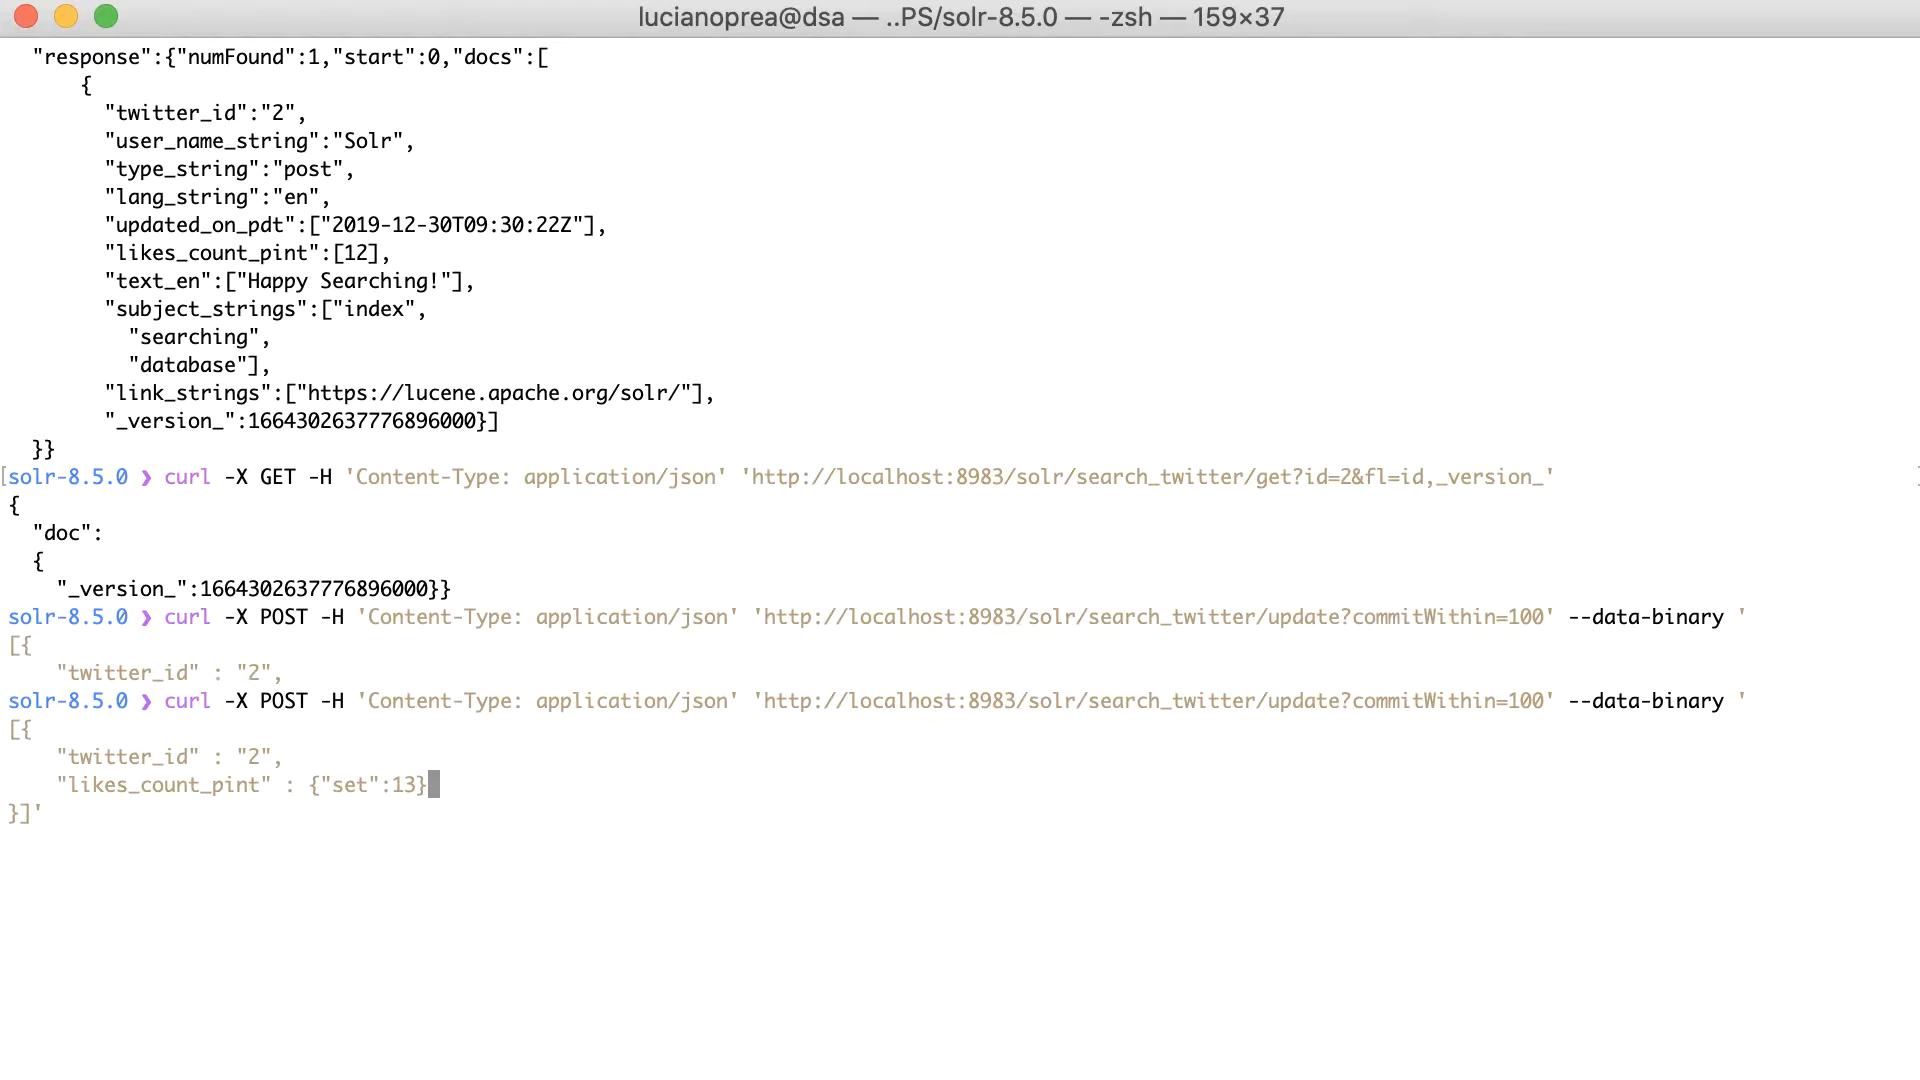 lucianoprea@dsa — ..PS/solr-8.5.0 — -zsh — 159×37
"response":{"numFound":1,"start":0,"docs":[
{
"twitter_id":"2",
"user_name_string":"Solr",
"type_string":"post",
"lang_string":"en",
"updated_on_pdt":["2019-12-30T09:30:22Z"],
"likes_count_pint":[12],
"text_en":["Happy Searching!"],
"subject_strings":["index",
"searching",
"database"],
"link_strings":["https://lucene.apache.org/solr/"],
"_version_":1664302637776896000}]
}}
[solr-8.5.0 ❯ curl -X GET -H 'Content-Type: application/json' 'http://localhost:8983/solr/search_twitter/get?id=2&fl=id,_version_' ]
{
"doc":
{
"_version_":1664302637776896000}}
solr-8.5.0 ❯ curl -X POST -H 'Content-Type: application/json' 'http://localhost:8983/solr/search_twitter/update?commitWithin=100' --data-binary '
[{
"twitter_id" : "2",
solr-8.5.0 ❯ curl -X POST -H 'Content-Type: application/json' 'http://localhost:8983/solr/search_twitter/update?commitWithin=100' --data-binary '
[{
"twitter_id" : "2",
"likes_count_pint" : {"set":13}
}]'